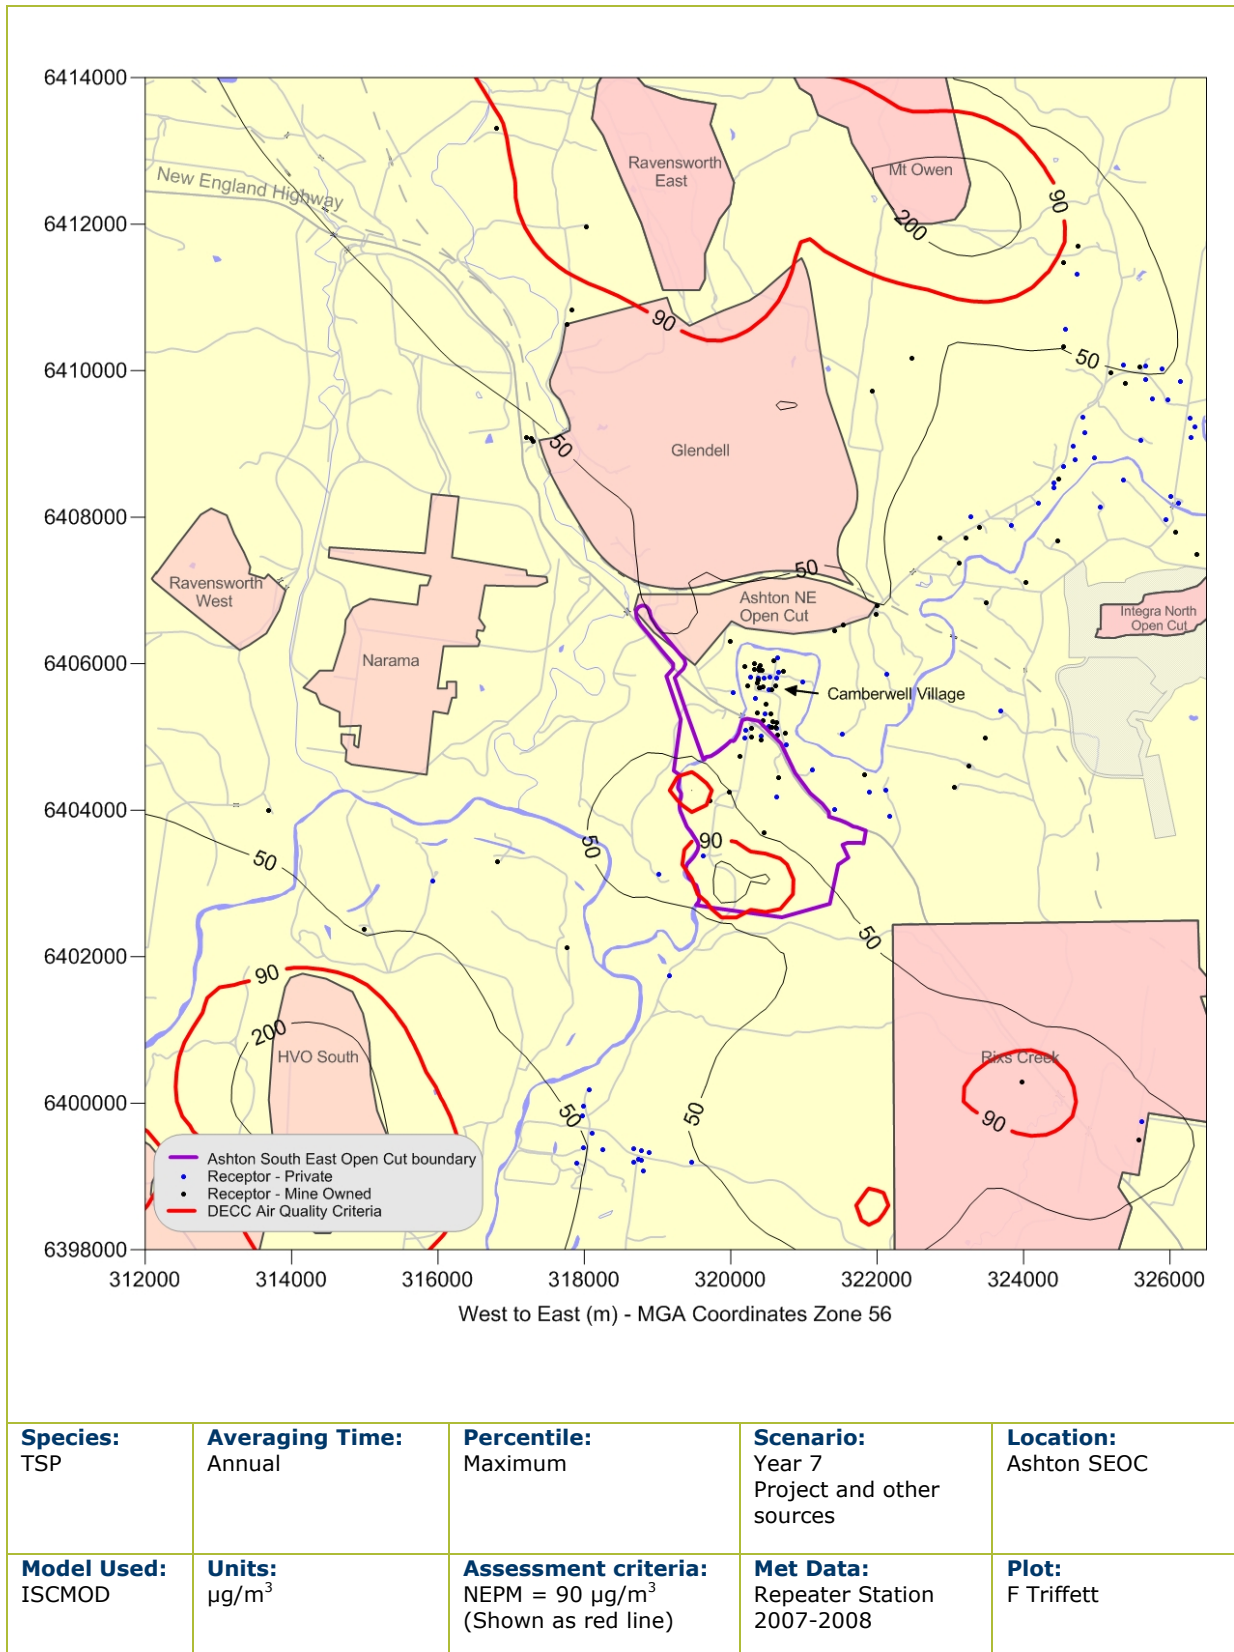 6414000
6412000
6410000
6408000
6406000
6404000
6402000
6400000
6398000
312000
314000
316000
318000
320000
322000
324000
326000
West to East (m) - MGA Coordinates Zone 56
New England Highway
Ravensworth
East
Mt Owen
200
90
90
50
50
Glendell
50
Ravensworth
West
Narama
Ashton NE
Open Cut
Integra North
Open Cut
Camberwell Village
50
50
90
50
90
200
HVO South
50
50
Rixs Creek
90
Ashton South East Open Cut boundary
Receptor - Private
Receptor - Mine Owned
DECC Air Quality Criteria
Species:
TSP
Averaging Time:
Annual
Percentile:
Maximum
Scenario:
Year 7
Project and other
sources
Location:
Ashton SEOC
Model Used:
ISCMOD
Units:
µg/m³
Assessment criteria:
NEPM = 90 µg/m³
(Shown as red line)
Met Data:
Repeater Station
2007-2008
Plot:
F Triffett